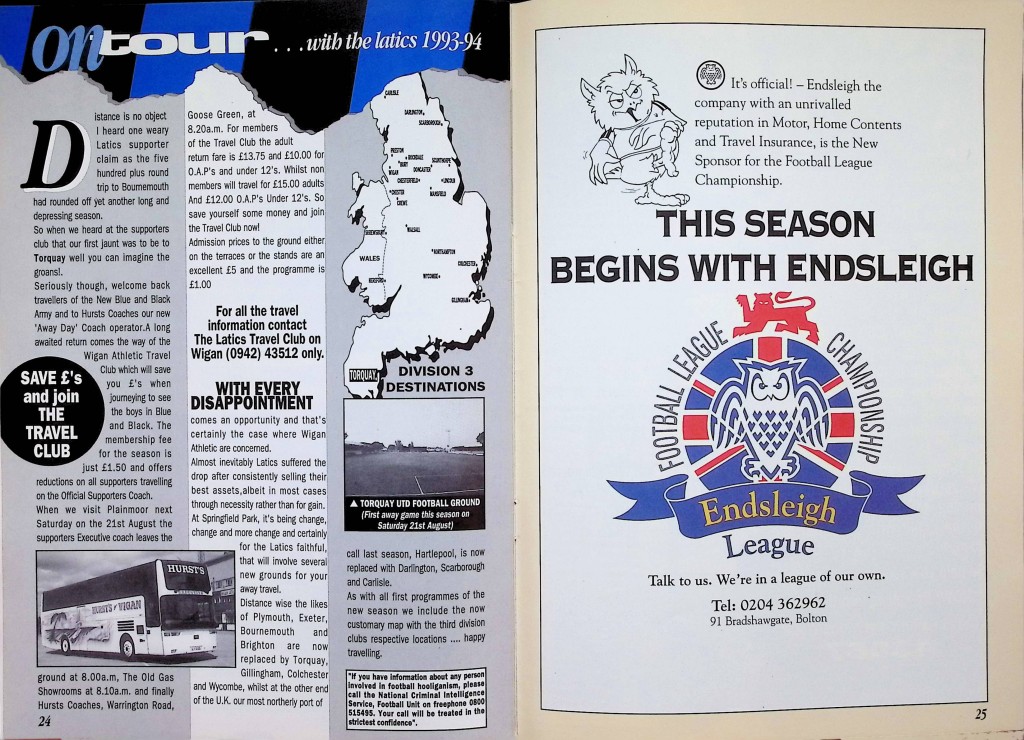 on tour ...with the latics 1993-94
Distance is no object
I heard one weary
Latics supporter
claim as the five
hundred plus round
trip to Bournemouth
had rounded off yet another long and
depressing season.
So when we heard at the supporters
club that our first jaunt was to be to
Torquay well you can imagine the
groans!.
Seriously though, welcome back
travellers of the New Blue and Black
Army and to Hursts Coaches our new
'Away Day' Coach operator.A long
awaited return comes the way of the
Wigan Athletic Travel
Club which will save
you £'s when
journeying to see
the boys in Blue
and Black. The
membership fee
for the season is
just £1.50 and offers
reductions on all supporters travelling
on the Official Supporters Coach.
When we visit Plainmoor next
Saturday on the 21st August the
supporters Executive coach leaves the
SAVE £'s
and join
THE
TRAVEL
CLUB
HURST'S
HURST'S of WIGAN
ground at 8.00a.m, The Old Gas
Showrooms at 8.10a.m. and finally
Hursts Coaches, Warrington Road,
24
Goose Green, at
8.20a.m. For members
of the Travel Club the adult
return fare is £13.75 and £10.00 for
O.A.P's and under 12's. Whilst non
members will travel for £15.00 adults
And £12.00 O.A.P's Under 12's. So
save yourself some money and join
the Travel Club now!
Admission prices to the ground either
on the terraces or the stands are an
excellent £5 and the programme is
£1.00
For all the travel
information contact
The Latics Travel Club on
Wigan (0942) 43512 only.
WITH EVERY
DISAPPOINTMENT
comes an opportunity and that's
certainly the case where Wigan
Athletic are concerned.
Almost inevitably Latics suffered the
drop after consistently selling their
best assets,albeit in most cases
through necessity rather than for gain.
At Springfield Park, it's being change,
change and more change and certainly
for the Latics faithful,
that will involve several
new grounds for your
away travel.
Distance wise the likes
of Plymouth, Exeter,
Bournemouth and
Brighton are now
replaced by Torquay,
Gillingham, Colchester
and Wycombe, whilst at the other end
of the U.K. our most northerly port of
CARLISLE
DARLINGTON
SCARBOROUGH
PRESTON
ROCHDALE
BURY
SCUNTHORPE
WIGAN
DONCASTER
CHESTERFIELD
LINCOLN
CHESTER
MANSFIELD
CREWE
SHREWSBURY
WALSALL
WALES
NORTHAMPTON
COLCHESTER
HEREFORD
WYCOMBE
GILLINGHAM
TORQUAY
DIVISION 3
DESTINATIONS
▲ TORQUAY UTD FOOTBALL GROUND
(First away game this season on
Saturday 21st August)
call last season, Hartlepool, is now
replaced with Darlington, Scarborough
and Carlisle.
As with all first programmes of the
new season we include the now
customary map with the third division
clubs respective locations .... happy
travelling.
"If you have information about any person
involved in football hooliganism, please
call the National Criminal Intelligence
Service, Football Unit on freephone 0800
515495. Your call will be treated in the
strictest confidence".
It's official! – Endsleigh the
company with an unrivalled
reputation in Motor, Home Contents
and Travel Insurance, is the New
Sponsor for the Football League
Championship.
THIS SEASON
BEGINS WITH ENDSLEIGH
FOOTBALL LEAGUE CHAMPIONSHIP
Endsleigh
League
Talk to us. We're in a league of our own.
Tel: 0204 362962
91 Bradshawgate, Bolton
25